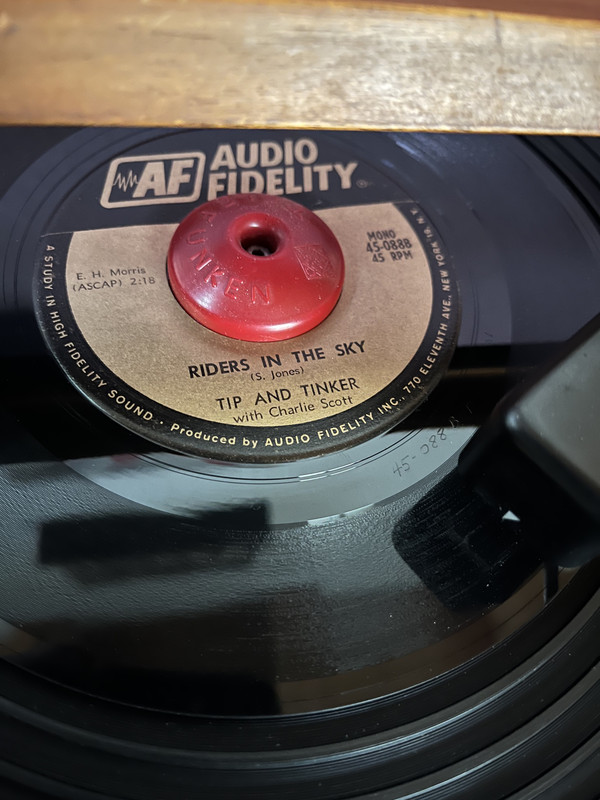 AF AUDIO
FIDELITY®
MONO
45-0888
45 RPM
E. H. Morris
(ASCAP) 2:18
RIDERS IN THE SKY
(S. Jones)
TIP AND TINKER
with Charlie Scott
A STUDY IN HIGH FIDELITY SOUND • Produced by AUDIO FIDELITY INC., 770 ELEVENTH AVE., NEW YORK, 19, N.Y.
UNKEN
45-088